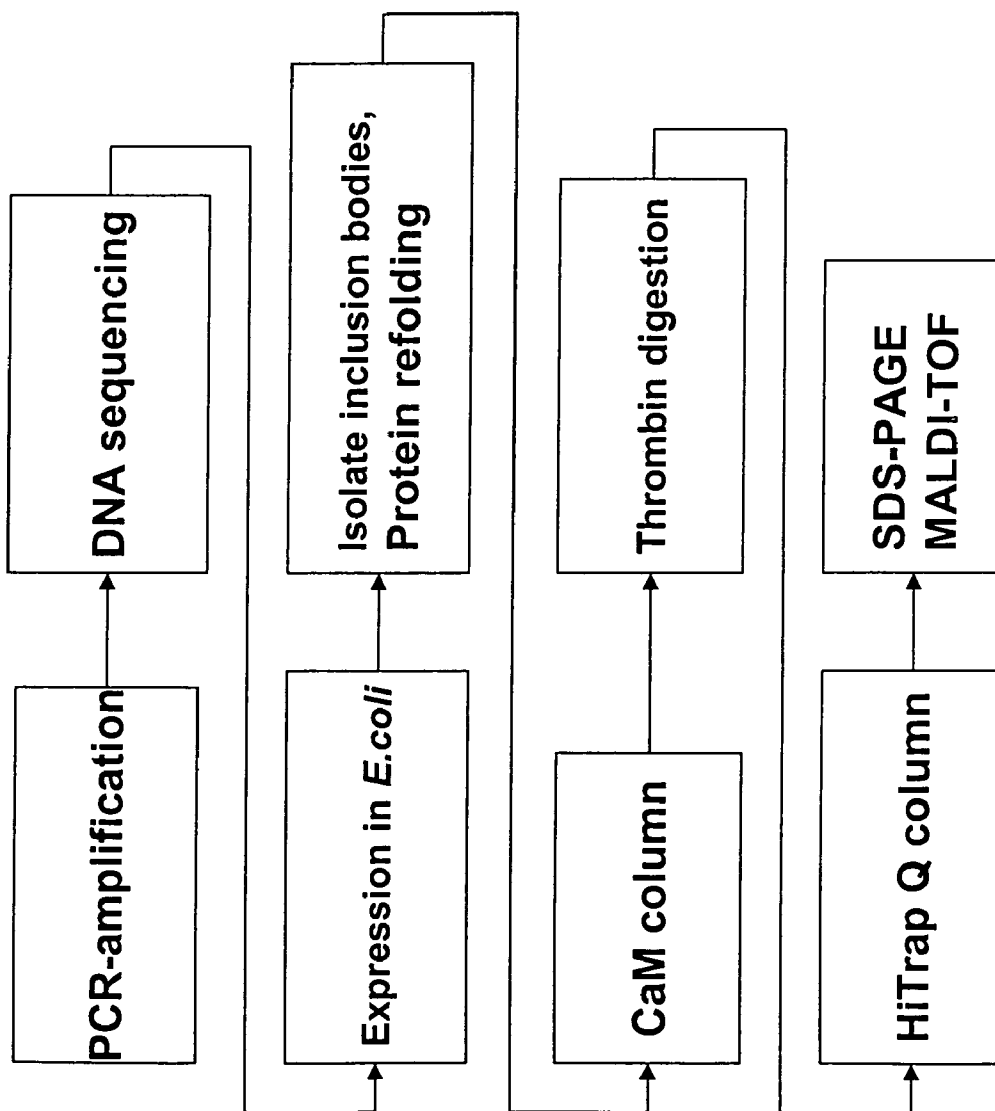 PCR-amplification
DNA sequencing
Expression in E.coli
Isolate inclusion bodies,
Protein refolding
CaM column
Thrombin digestion
HiTrap Q column
SDS-PAGE
MALDI-TOF